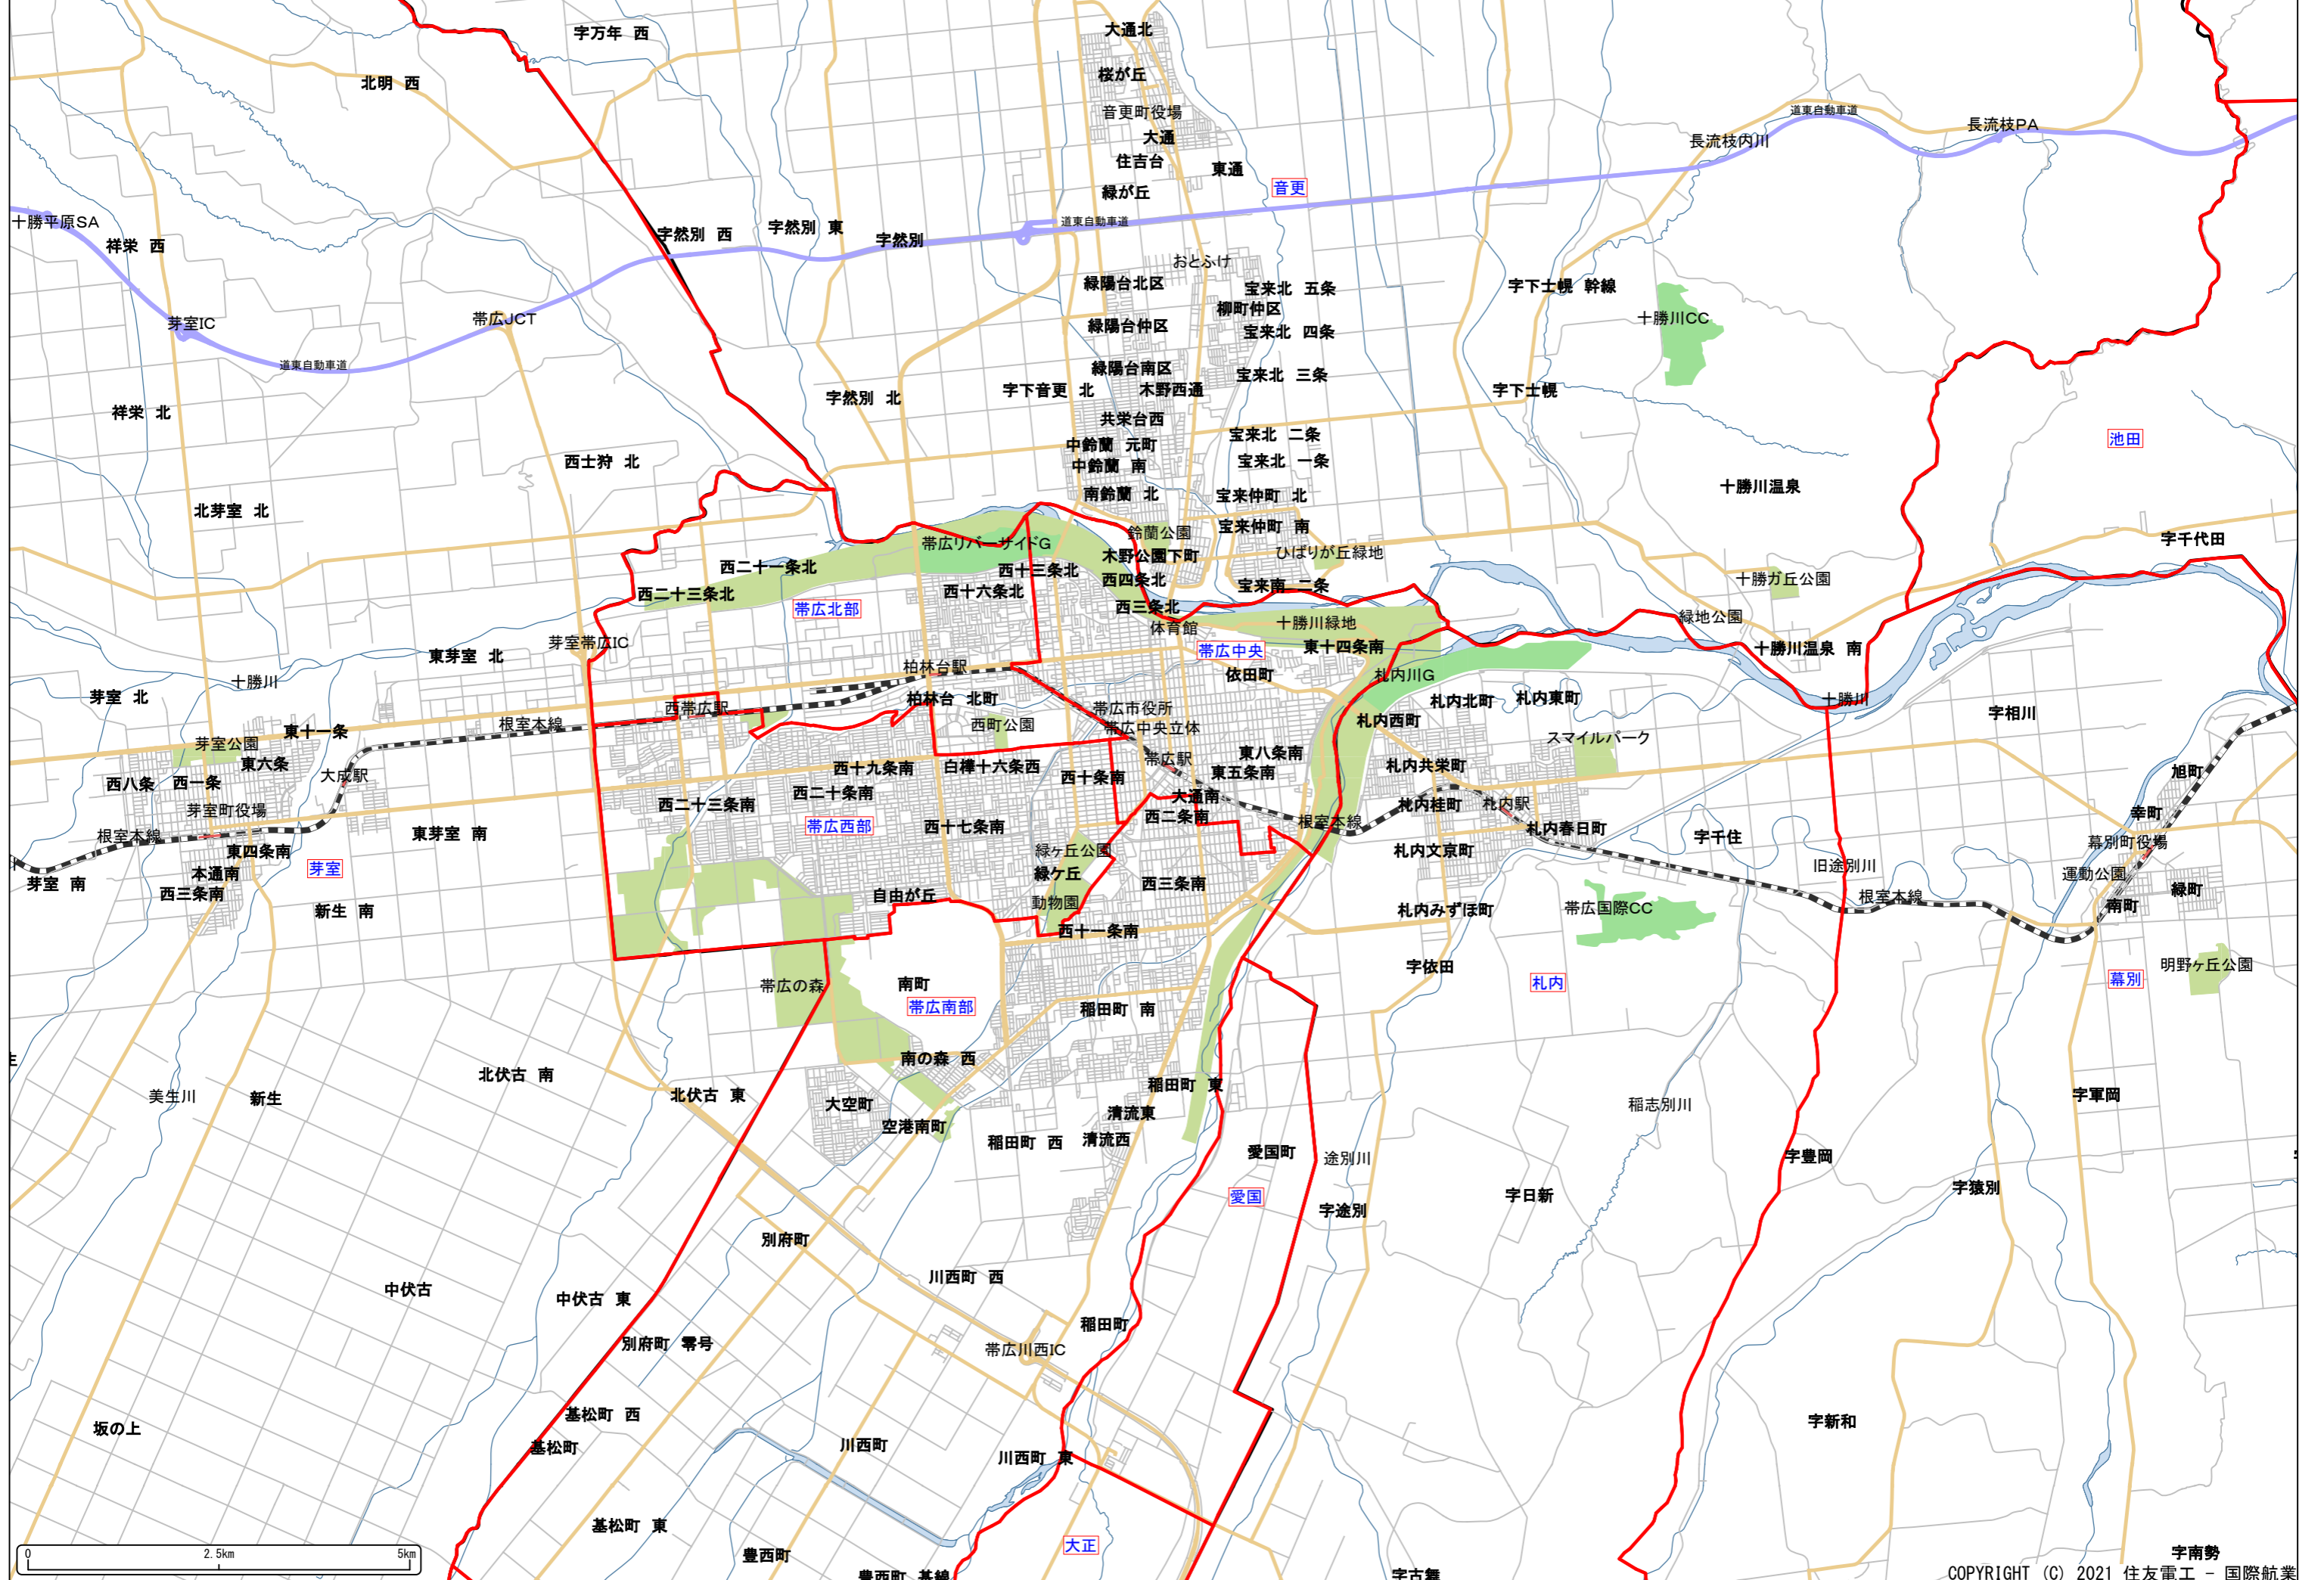 字万年 西
大通北
北明 西
桜が丘
音更町役場
道東自動車道
長流枝PA
大通
長流枝内川
住吉台
東通
音更
緑が丘
十勝平原SA
祥栄 西
字然別 西
字然別 東
字然別
道東自動車道
おとふけ
緑陽台北区
宝来北 五条
字下士幌 幹線
柳町仲区
芽室IC
帯広JCT
緑陽台仲区
宝来北 四条
十勝川CC
道東自動車道
緑陽台南区
宝来北 三条
字然別 北
字下音更 北
木野西通
字下士幌
祥栄 北
共栄台西
宝来北 二条
池田
中鈴蘭 元町
西士狩 北
中鈴蘭 南
宝来北 一条
十勝川温泉
南鈴蘭 北
宝来仲町 北
北芽室 北
宝来仲町 南
鈴蘭公園
字千代田
帯広リバーサイドG
木野公園下町
ひばりが丘緑地
西二十一条北
西十三条北
西四条北
十勝ガ丘公園
西二十三条北
西十六条北
宝来南 二条
帯広北部
西三条北
緑地公園
体育館
十勝川緑地
芽室帯広IC
帯広中央
東十四条南
十勝川温泉 南
東芽室 北
柏林台駅
依田町
札内川G
十勝川
芽室 北
柏林台 北町
札内北町
札内東町
十勝川
西帯広駅
帯広市役所
札内西町
字相川
根室本線
西町公園
帯広中央立体
東十一条
芽室公園
スマイルパーク
東六条
西十九条南
白樺十六条西
帯広駅
東八条南
札内共栄町
大成駅
西八条
西一条
西十条南
東五条南
旭町
西二十条南
大通南
西二十三条南
札内桂町
札内駅
芽室町役場
西二条南
幸町
帯広西部
西十七条南
根室本線
札内春日町
根室本線
東芽室 南
字千住
幕別町役場
東四条南
緑ヶ丘公園
札内文京町
芽室
旧途別川
本通南
緑ケ丘
運動公園
芽室 南
西三条南
西三条南
緑町
自由が丘
動物園
根室本線
新生 南
札内みずほ町
帯広国際CC
南町
西十一条南
字依田
明野ヶ丘公園
帯広の森
南町
札内
幕別
帯広南部
稲田町 南
南の森 西
北伏古 南
稲田町 東
美生川
新生
北伏古 東
大空町
稲志別川
字軍岡
清流東
空港南町
稲田町 西
清流西
愛国町
途別川
字豊岡
愛国
字日新
字猿別
字途別
別府町
川西町 西
中伏古
中伏古 東
稲田町
別府町 零号
帯広川西IC
基松町 西
坂の上
字新和
基松町
川西町
川西町 東
基松町 東
大正
豊西町
字南勢
豊西町 基線
字古舞
0 2.5km 5km
COPYRIGHT (C) 2021 住友電工 - 国際航業